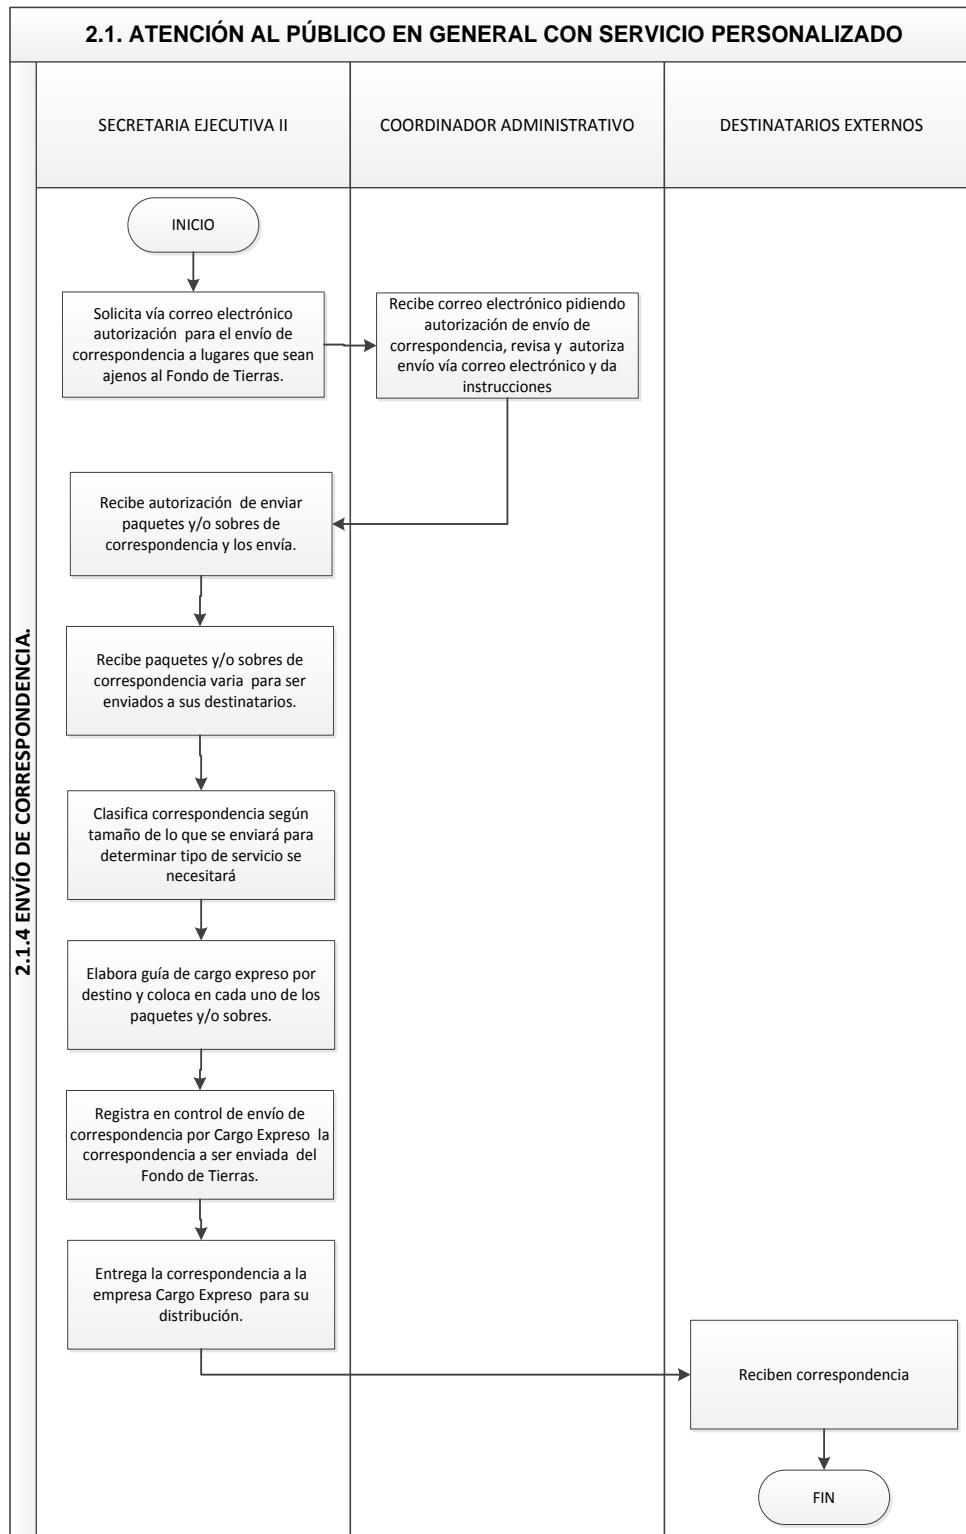 2.1. ATENCIÓN AL PÚBLICO EN GENERAL CON SERVICIO PERSONALIZADO
2.1.4 ENVÍO DE CORRESPONDENCIA.
SECRETARIA EJECUTIVA II
COORDINADOR ADMINISTRATIVO
DESTINATARIOS EXTERNOS
INICIO
Solicita vía correo electrónico
autorización para el envío de
correspondencia a lugares que sean
ajenos al Fondo de Tierras.
Recibe correo electrónico pidiendo
autorización de envío de
correspondencia, revisa y autoriza
envío vía correo electrónico y da
instrucciones
Recibe autorización de enviar
paquetes y/o sobres de
correspondencia y los envía.
Recibe paquetes y/o sobres de
correspondencia varia para ser
enviados a sus destinatarios.
Clasifica correspondencia según
tamaño de lo que se enviará para
determinar tipo de servicio se
necesitará
Elabora guía de cargo expreso por
destino y coloca en cada uno de los
paquetes y/o sobres.
Registra en control de envío de
correspondencia por Cargo Expreso la
correspondencia a ser enviada del
Fondo de Tierras.
Entrega la correspondencia a la
empresa Cargo Expreso para su
distribución.
Reciben correspondencia
FIN